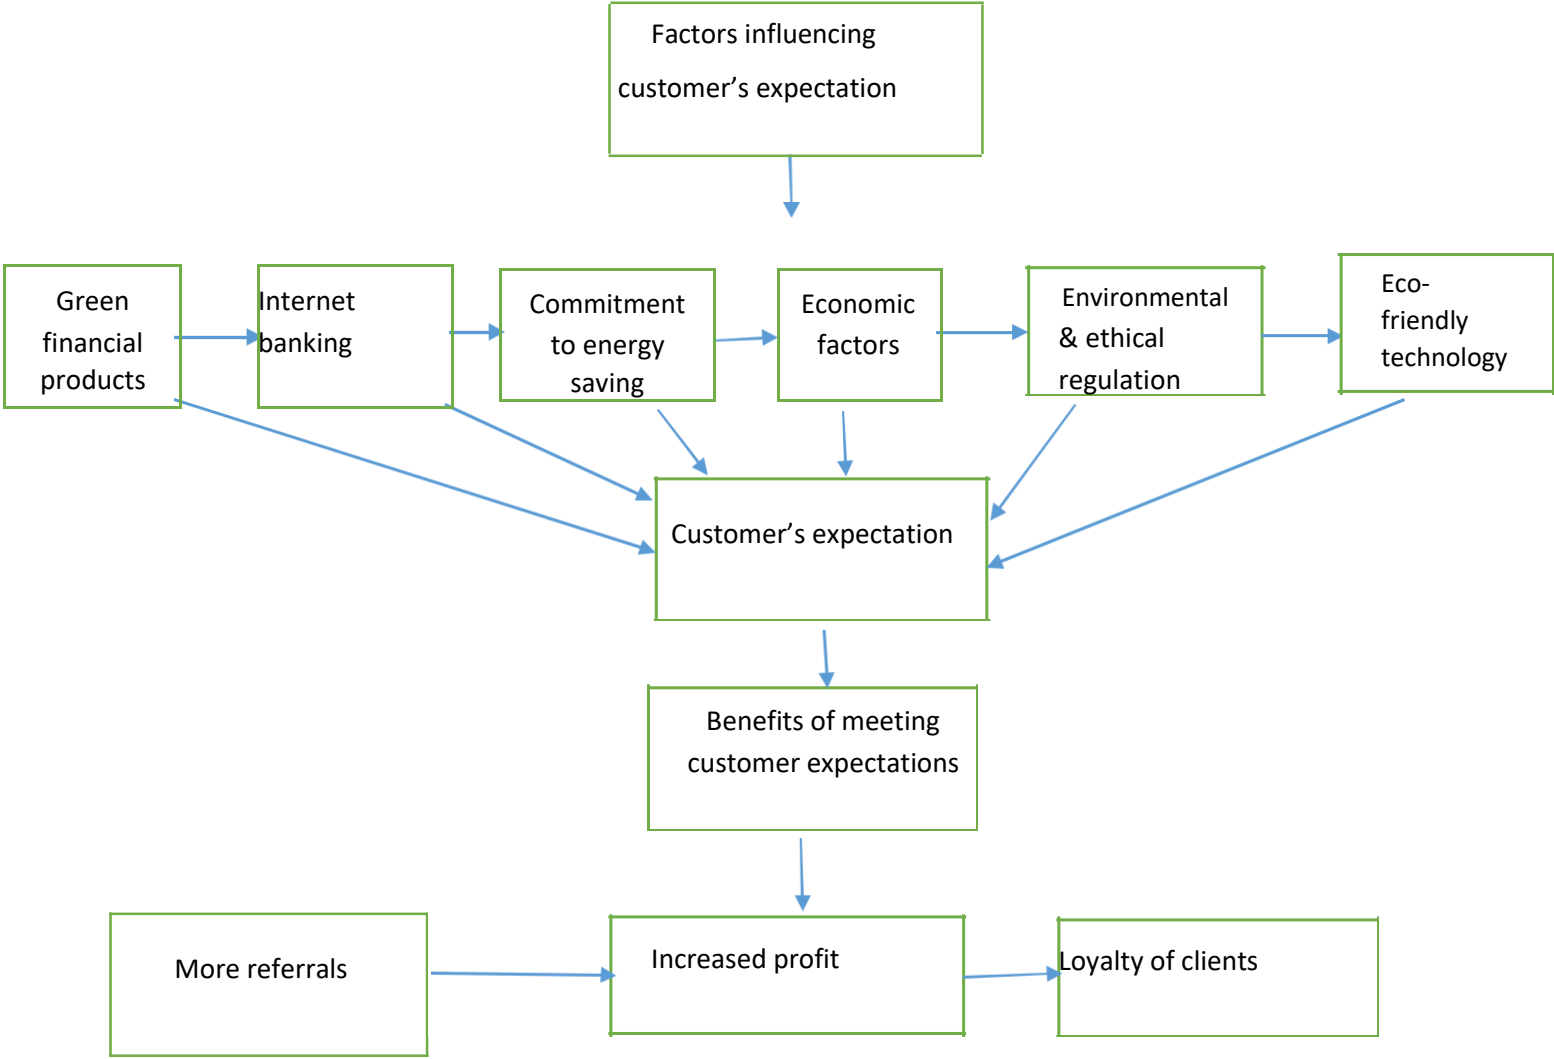 Factors influencing
customer’s expectation
Green
financial
products
Internet
banking
Commitment
to energy
saving
Economic
factors
Environmental
& ethical
regulation
Eco-
friendly
technology
Customer’s expectation
Benefits of meeting
customer expectations
More referrals
Increased profit
Loyalty of clients